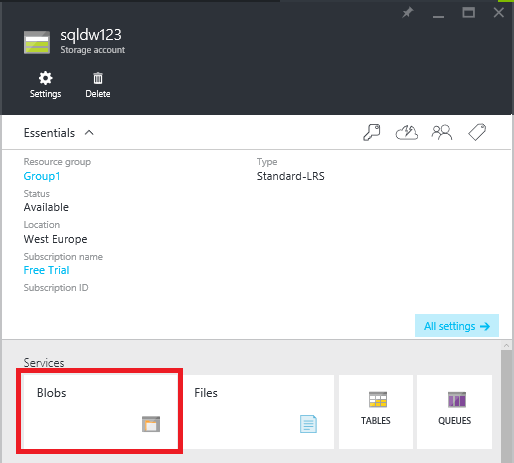 sqldw123
Storage account
Settings
Delete
Essentials
Resource group
Group1
Type
Standard-LRS
Status
Available
Location
West Europe
Subscription name
Free Trial
Subscription ID
All settings →
Services
Blobs
Files
TABLES
QUEUES